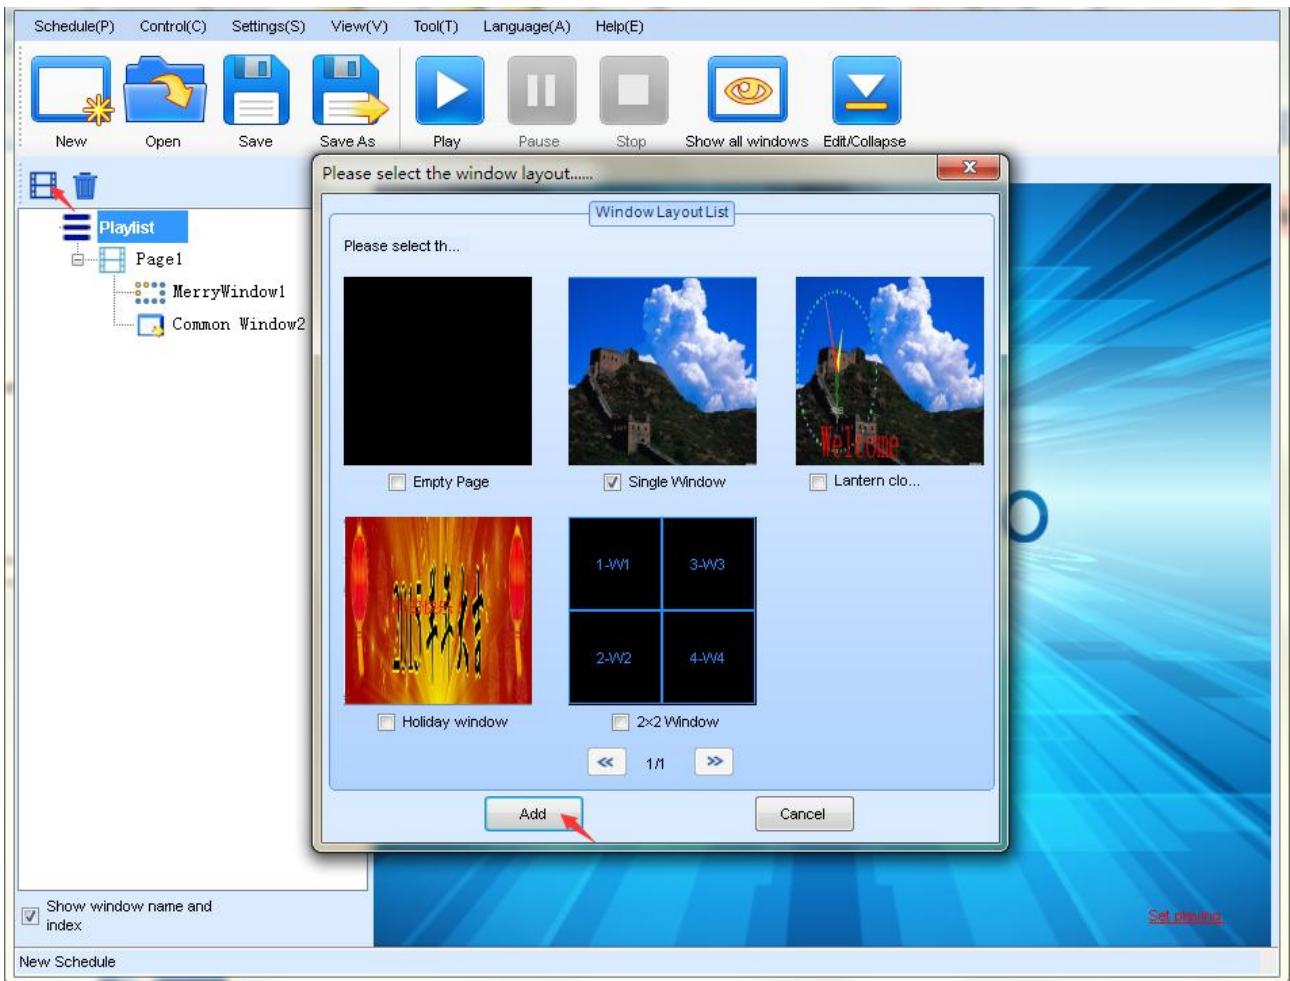 Schedule(P) Control(C) Settings(S) View(V) Tool(T) Language(A) Help(E)
New Open Save Save As Play Pause Stop Show all windows Edit/Collapse
Please select the window layout......
Window Layout List
Playlist
Please select th...
Page1
MerryWindow1
Common Window2
Welcome
Empty Page Single Window Lantern clo...
2015
1-W1 3-W3
2-W2 4-W4
Holiday window 2×2 Window
1/1
Add Cancel
Show window name and
index
Set playing
New Schedule